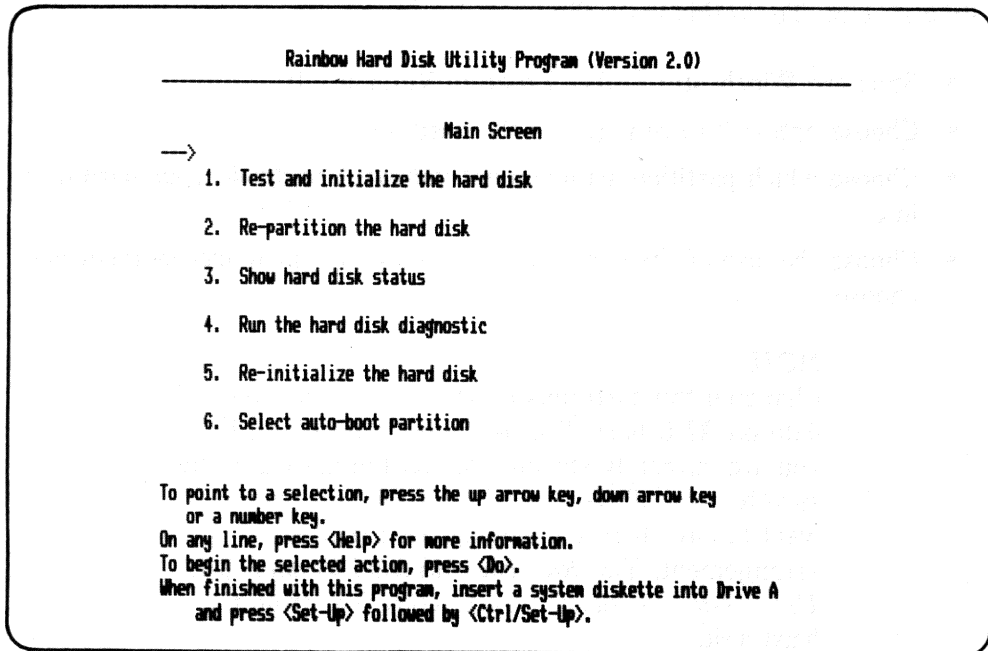 Rainbow Hard Disk Utility Program (Version 2.0)
Main Screen
-->
1. Test and initialize the hard disk
2. Re-partition the hard disk
3. Show hard disk status
4. Run the hard disk diagnostic
5. Re-initialize the hard disk
6. Select auto-boot partition
To point to a selection, press the up arrow key, down arrow key
or a number key.
On any line, press <Help> for more information.
To begin the selected action, press <Do>.
When finished with this program, insert a system diskette into Drive A
and press <Set-Up> followed by <Ctrl/Set-Up>.